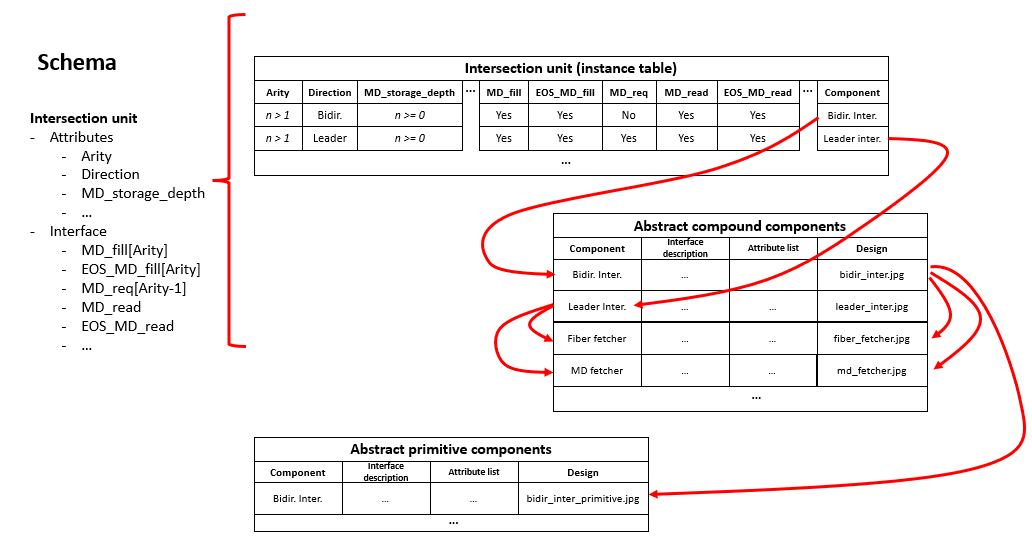 Schema
Intersection unit
- Attributes
- Arity
- Direction
- MD_storage_depth
- ...
- Interface
- MD_fill[Arity]
- EOS_MD_fill[Arity]
- MD_req[Arity-1]
- MD_read
- EOS_MD_read
- ...
Intersection unit (instance table)
Arity Direction MD_storage_depth ... MD_fill EOS_MD_fill MD_req MD_read EOS_MD_read ... Component
n > 1 Bidir. n >= 0 Yes Yes No Yes Yes Bidir. Inter.
n > 1 Leader n >= 0 Yes Yes Yes Yes Yes Leader inter.
...
Abstract compound components
Component Interface description Attribute list Design
Bidir. Inter. ... ... bidir_inter.jpg
Leader Inter. ... ... leader_inter.jpg
Fiber fetcher ... ... fiber_fetcher.jpg
MD fetcher ... ... md_fetcher.jpg
...
Abstract primitive components
Component Interface description Attribute list Design
Bidir. Inter. ... ... bidir_inter_primitive.jpg
...